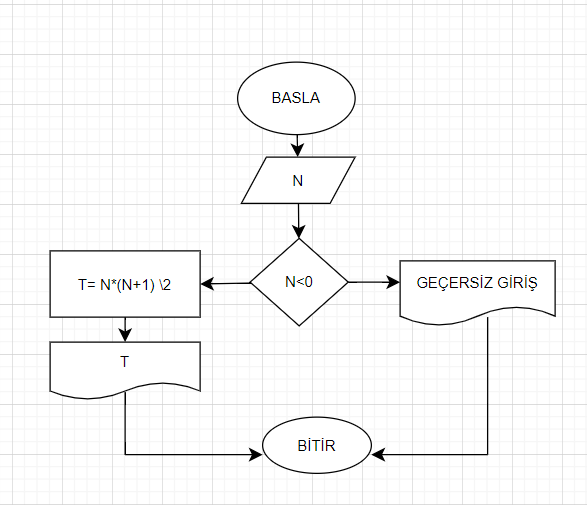 BASLA
N
N<0
T= N*(N+1) \2
GEÇERSİZ GİRİŞ
T
BİTİR